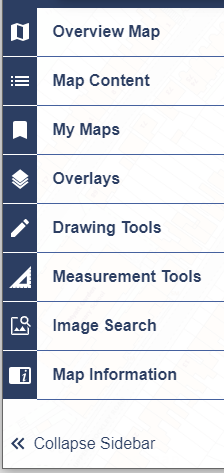 Overview Map
Map Content
My Maps
Overlays
Drawing Tools
Measurement Tools
Image Search
Map Information
Collapse Sidebar